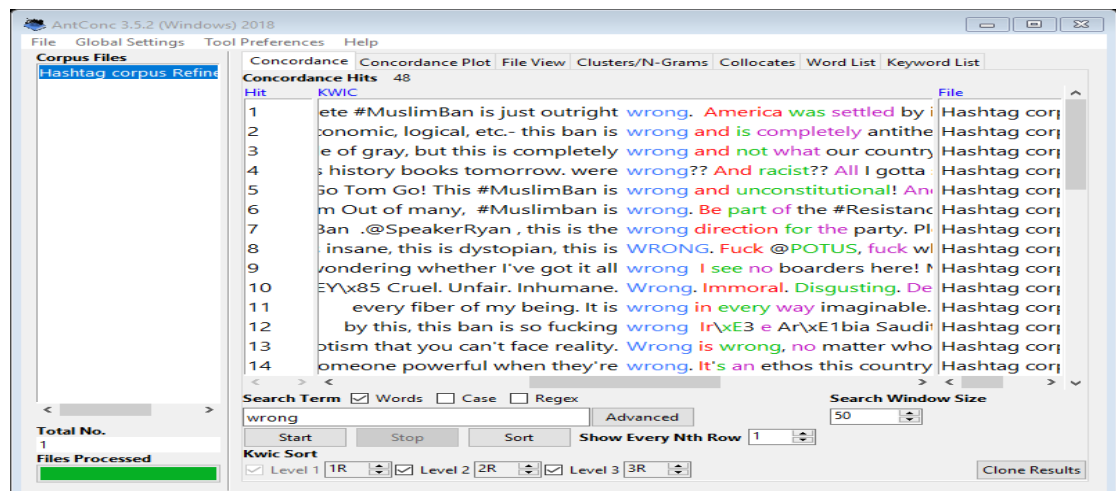 AntConc 3.5.2 (Windows) 2018
File Global Settings Tool Preferences Help
Corpus Files
Hashtag corpus Refine
Concordance Concordance Plot File View Clusters/N-Grams Collocates Word List Keyword List
Concordance Hits 48
Hit KWIC File
1 ete #MuslimBan is just outright wrong. America was settled by i Hashtag corp
2 conomic, logical, etc.- this ban is wrong and is completely antithe Hashtag corp
3 e of gray, but this is completely wrong and not what our country Hashtag corp
4 s history books tomorrow. were wrong?? And racist?? All I gotta Hashtag corp
5 Go Tom Go! This #MuslimBan is wrong and unconstitutional! And Hashtag corp
6 m Out of many, #Muslimban is wrong. Be part of the #Resistanc Hashtag corp
7 Ban .@SpeakerRyan , this is the wrong direction for the party. Pl Hashtag corp
8 insane, this is dystopian, this is WRONG. Fuck @POTUS, fuck wh Hashtag corp
9 wondering whether I've got it all wrong I see no boarders here! Hashtag corp
10 EY\x85 Cruel. Unfair. Inhumane. Wrong. Immoral. Disgusting. De Hashtag corp
11 every fiber of my being. It is wrong in every way imaginable. Hashtag corp
12 by this, this ban is so fucking wrong Ir\xE3 e Ar\xE1bia Saudit Hashtag corp
13 otism that you can't face reality. Wrong is wrong, no matter who Hashtag corp
14 omeone powerful when they're wrong. It's an ethos this country Hashtag corp
Search Term Words Case Regex Search Window Size
wrong Advanced 50
Total No.
1
Start Stop Sort Show Every Nth Row 1
Files Processed
Kwic Sort
Level 1 1R Level 2 2R Level 3 3R Clone Results